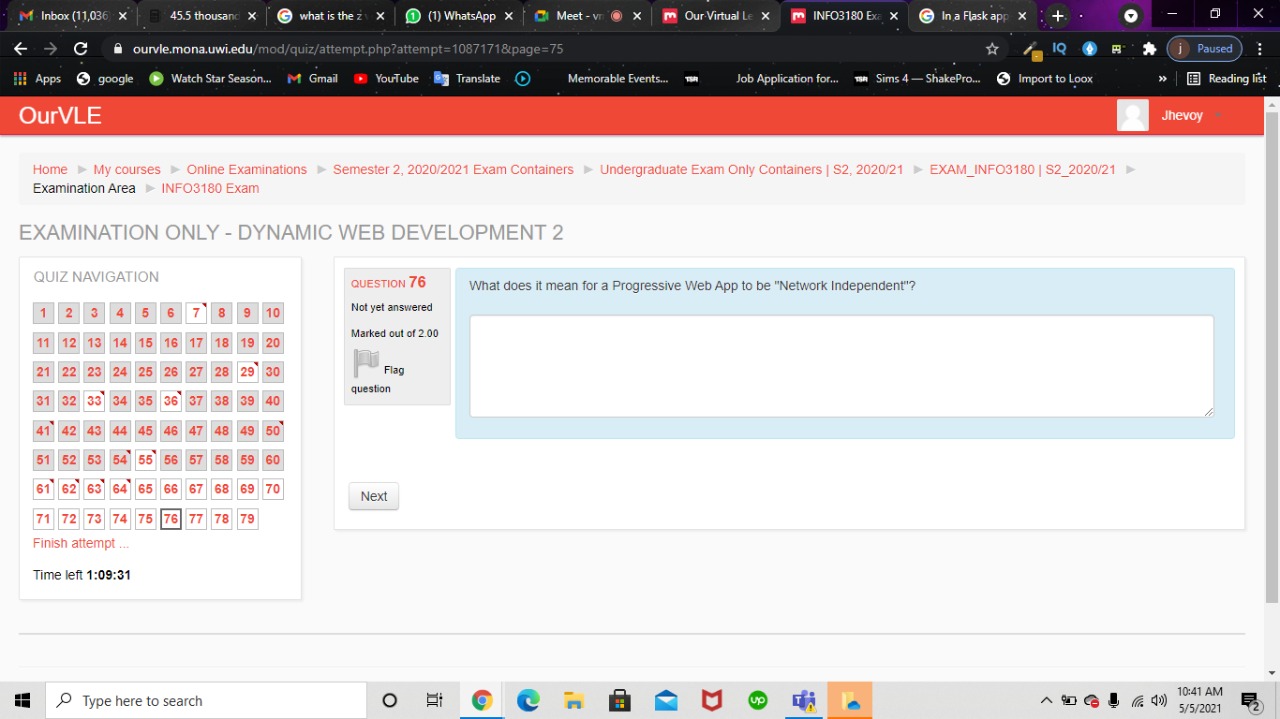 Inbox (11,036
45.5 thousand
what is the z v
(1) WhatsApp
Meet - vn
Our Virtual Le
INFO3180 Exa
In a Flask app
ourvle.mona.uwi.edu/mod/quiz/attempt.php?attempt=1087171&page=75
IQ
j Paused
Apps google Watch Star Season... Gmail YouTube Translate Memorable Events... TSR Job Application for... TSR Sims 4 — ShakePro... Import to Loox » Reading list
OurVLE
Jhevoy
Home ► My courses ► Online Examinations ► Semester 2, 2020/2021 Exam Containers ► Undergraduate Exam Only Containers | S2, 2020/21 ► EXAM_INFO3180 | S2_2020/21 ►
Examination Area ► INFO3180 Exam
EXAMINATION ONLY - DYNAMIC WEB DEVELOPMENT 2
QUIZ NAVIGATION
1 2 3 4 5 6 7 8 9 10
11 12 13 14 15 16 17 18 19 20
21 22 23 24 25 26 27 28 29 30
31 32 33 34 35 36 37 38 39 40
41 42 43 44 45 46 47 48 49 50
51 52 53 54 55 56 57 58 59 60
61 62 63 64 65 66 67 68 69 70
71 72 73 74 75 76 77 78 79
Finish attempt ...
Time left 1:09:31
QUESTION 76
Not yet answered
Marked out of 2.00
Flag
question
What does it mean for a Progressive Web App to be "Network Independent"?
Next
Type here to search
up
10:41 AM
5/5/2021
2